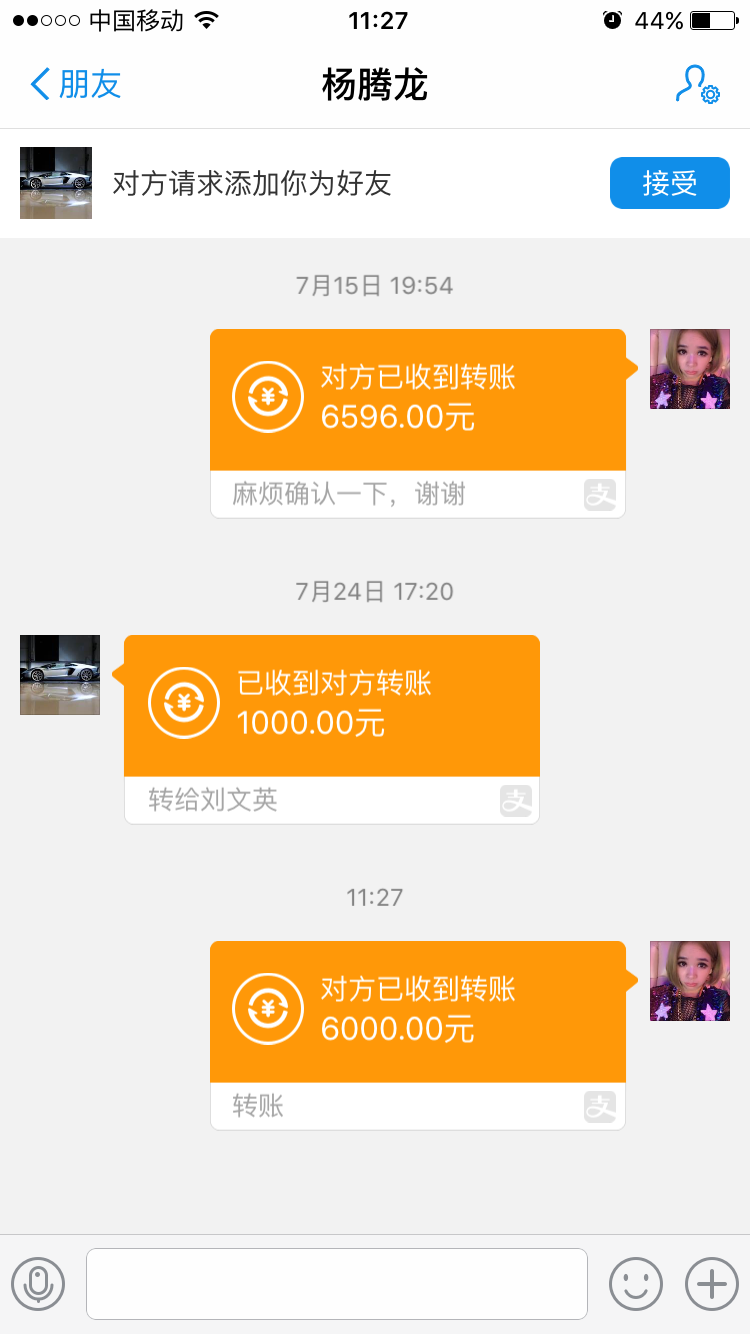 中国移动 11:27 44%
朋友 杨腾龙
对方请求添加你为好友 接受
7月15日 19:54
对方已收到转账
6596.00元
麻烦确认一下，谢谢 支
7月24日 17:20
已收到对方转账
1000.00元
转给刘文英 支
11:27
对方已收到转账
6000.00元
转账 支